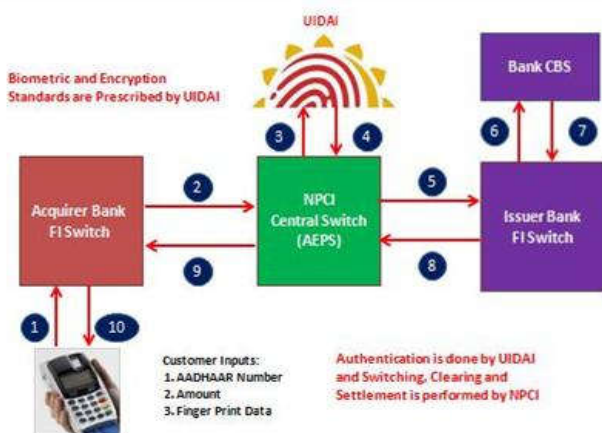 UIDAI
Biometric and Encryption
Standards are Prescribed by UIDAI
Bank CBS
3
4
6
7
2
5
Acquirer Bank
FI Switch
NPCI
Central Switch
(AEPS)
Issuer Bank
FI Switch
9
8
1
10
Customer Inputs:
1. AADHAAR Number
2. Amount
3. Finger Print Data
Authentication is done by UIDAI
and Switching, Clearing and
Settlement is performed by NPCI